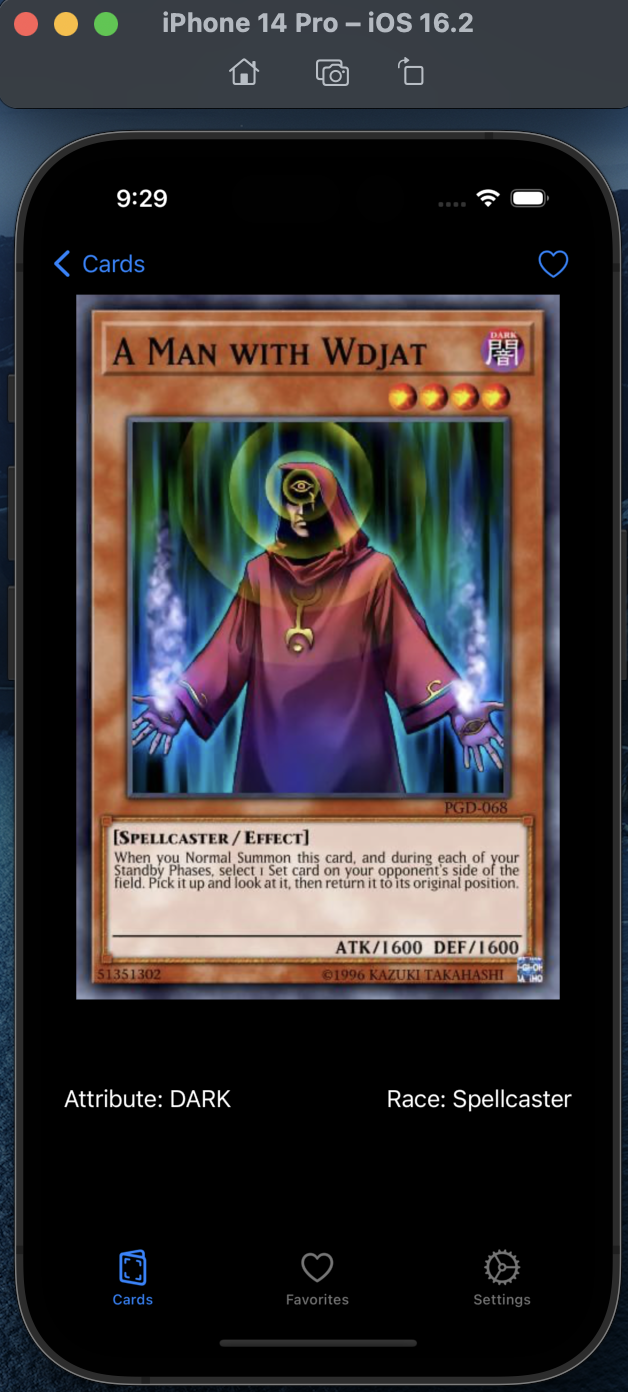 iPhone 14 Pro – iOS 16.2
9:29
Cards
A Man with Wdjat
DARK
闇
PGD-068
[Spellcaster / Effect]
When you Normal Summon this card, and during each of your
Standby Phases, select 1 Set card on your opponent's side of the
field. Pick it up and look at it, then return it to its original position.
ATK/1600 DEF/1600
51351302
©1996 KAZUKI TAKAHASHI
Attribute: DARK
Race: Spellcaster
Cards
Favorites
Settings